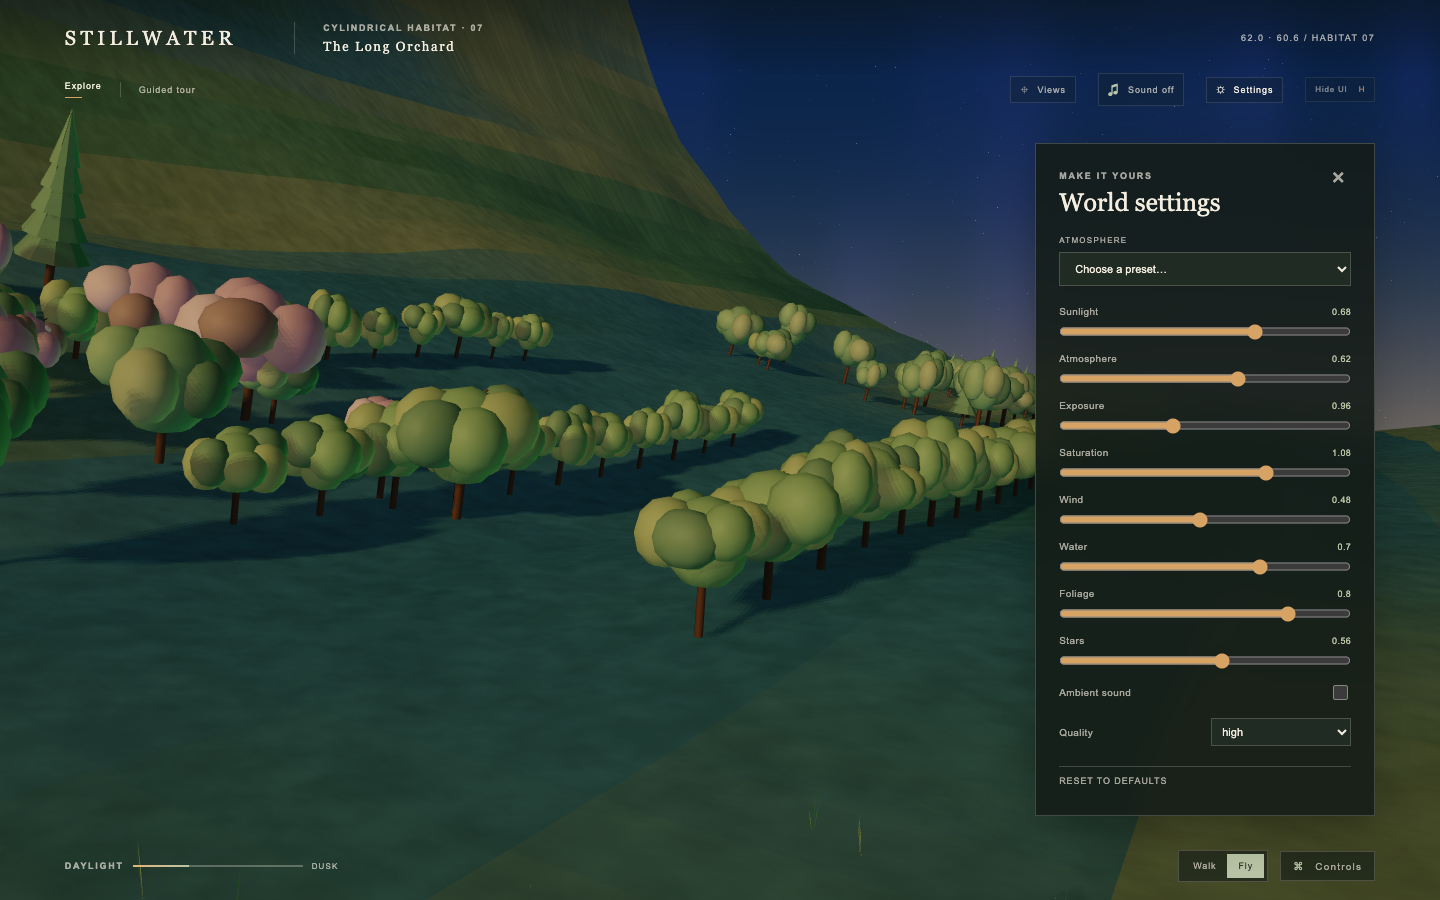 STILLWATER
CYLINDRICAL HABITAT · 07
The Long Orchard
62.0 · 60.6 / HABITAT 07
Explore
Guided tour
Views
Sound off
Settings
Hide UI H
MAKE IT YOURS
World settings
ATMOSPHERE
Choose a preset...
Sunlight 0.68
Atmosphere 0.62
Exposure 0.96
Saturation 1.08
Wind 0.48
Water 0.7
Foliage 0.8
Stars 0.56
Ambient sound
Quality high
RESET TO DEFAULTS
DAYLIGHT DUSK
Walk Fly
⌘ Controls